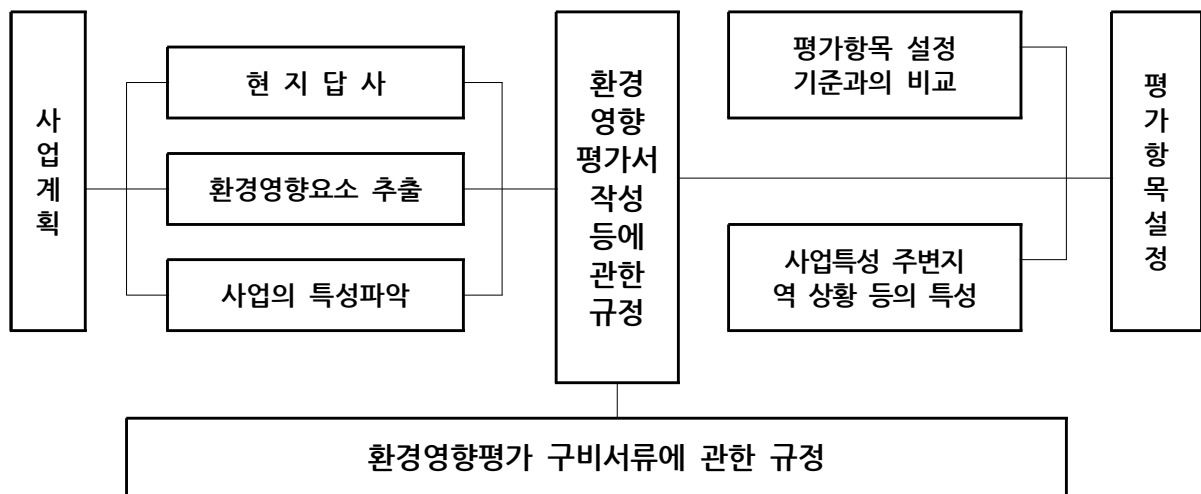 사
업
계
획
현 지 답 사
환경영향요소 추출
사업의 특성파악
환경
영향
평가서
작성
등에
관한
규정
평가항목 설정
기준과의 비교
사업특성 주변지
역 상황 등의 특성
평
가
항
목
설
정
환경영향평가 구비서류에 관한 규정